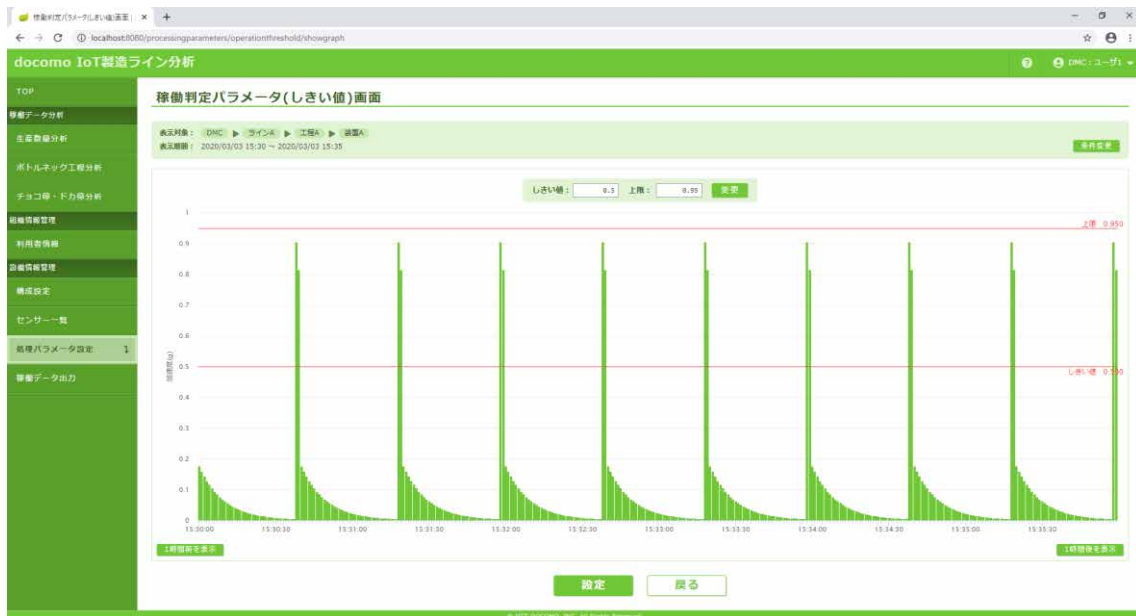 稼働判定パラメータ(しきい値)画面 |
localhost:8080/processingparameters/operationthreshold/showgraph
docomo IoT製造ライン分析
DMC：ユーザ1
TOP
稼働データ分析
生産数量分析
ボトルネック工程分析
チョコ停・ドカ停分析
組織情報管理
利用者情報
設備情報管理
構成設定
センサー一覧
処理パラメータ設定
稼働データ出力
稼働判定パラメータ(しきい値)画面
表示対象： DMC ▶ ラインA ▶ 工程A ▶ 装置A
表示期間： 2020/03/03 15:30 ～ 2020/03/03 15:35
条件変更
しきい値： 0.5 上限： 0.95 変更
上限 0.950
しきい値 0.500
加速度(g)
1
0.9
0.8
0.7
0.6
0.5
0.4
0.3
0.2
0.1
0
15:30:00 15:30:30 15:31:00 15:31:30 15:32:00 15:32:30 15:33:00 15:33:30 15:34:00 15:34:30 15:35:00 15:35:30
1時間前を表示
1時間後を表示
設定
戻る
© NTT DOCOMO, INC. All Rights Reserved.